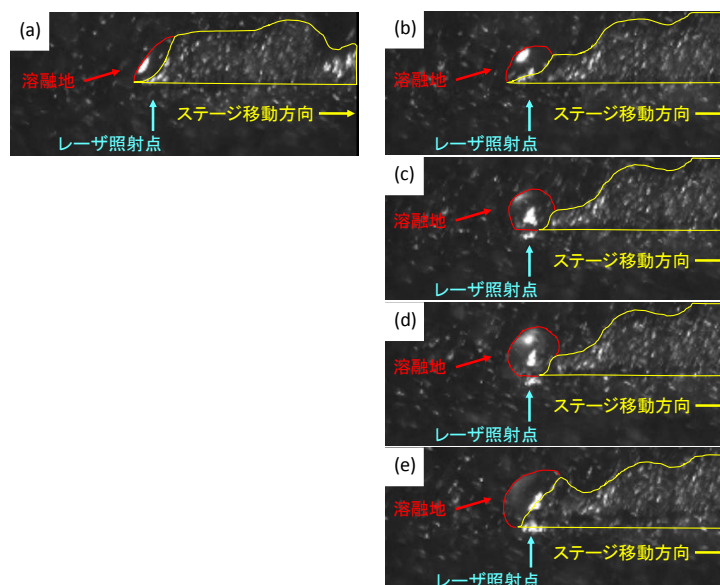 (a)
溶融地
ステージ移動方向
レーザ照射点
(b)
溶融地
ステージ移動方向
レーザ照射点
(c)
溶融地
ステージ移動方向
レーザ照射点
(d)
溶融地
ステージ移動方向
レーザ照射点
(e)
溶融地
ステージ移動方向
レーザ照射点